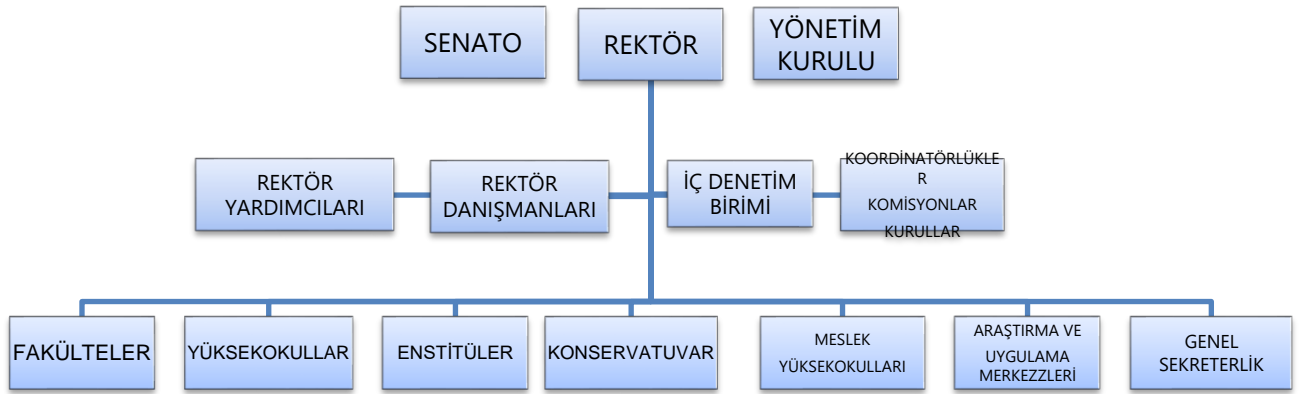 SENATO
REKTÖR
YÖNETİM
KURULU
REKTÖR
YARDIMCILARI
REKTÖR
DANIŞMANLARI
İÇ DENETİM
BİRİMİ
KOORDİNATÖRLÜKLE
R
KOMİSYONLAR
KURULLAR
FAKÜLTELER
YÜKSEKOKULLAR
ENSTİTÜLER
KONSERVATUVAR
MESLEK
YÜKSEKOKULLARI
ARAŞTIRMA VE
UYGULAMA
MERKEZZLERİ
GENEL
SEKRETERLİK